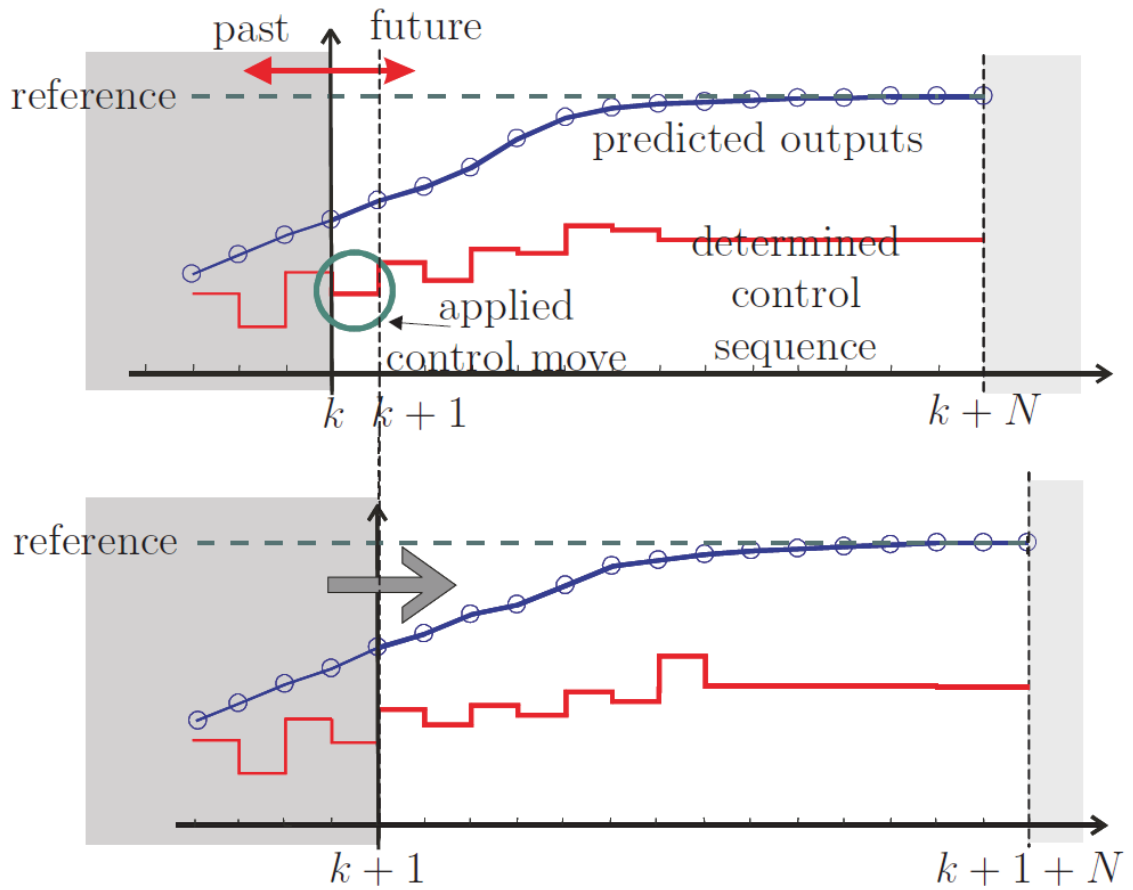 past future
reference
predicted outputs
determined
control
sequence
applied
control move
k k + 1 k + N
reference
k + 1 k + 1 + N